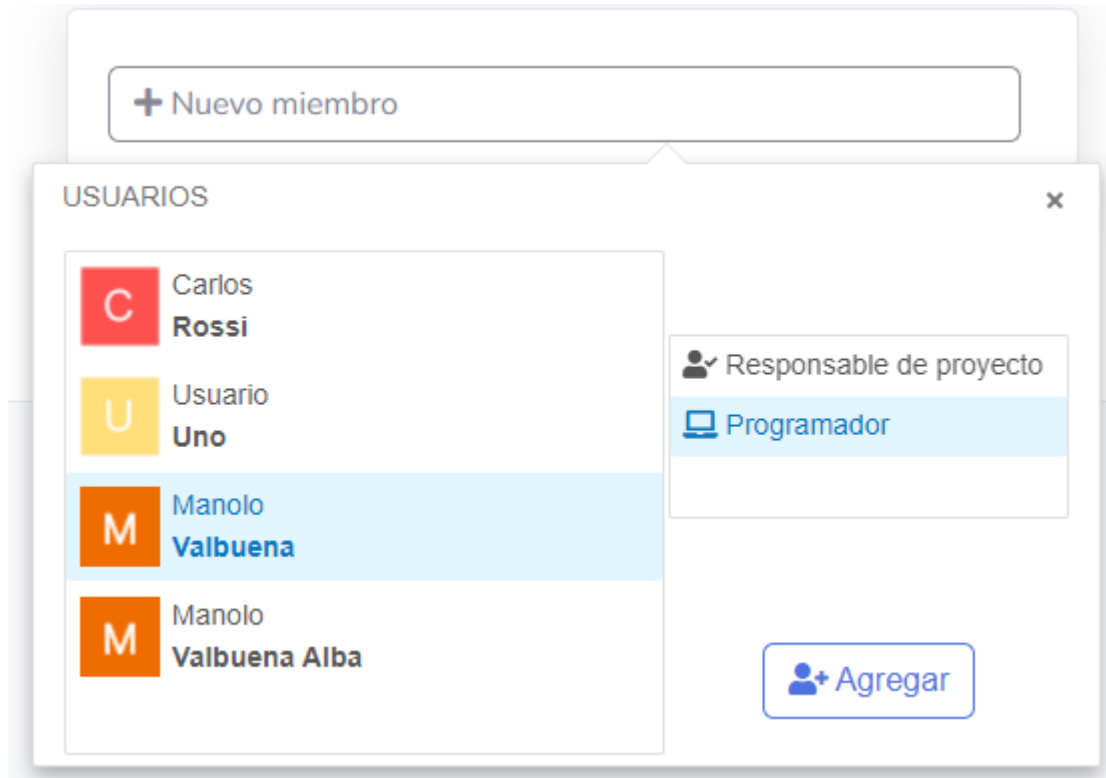 Nuevo miembro
USUARIOS
C
Carlos
Rossi
U
Usuario
Uno
M
Manolo
Valbuena
M
Manolo
Valbuena Alba
Responsable de proyecto
Programador
Agregar